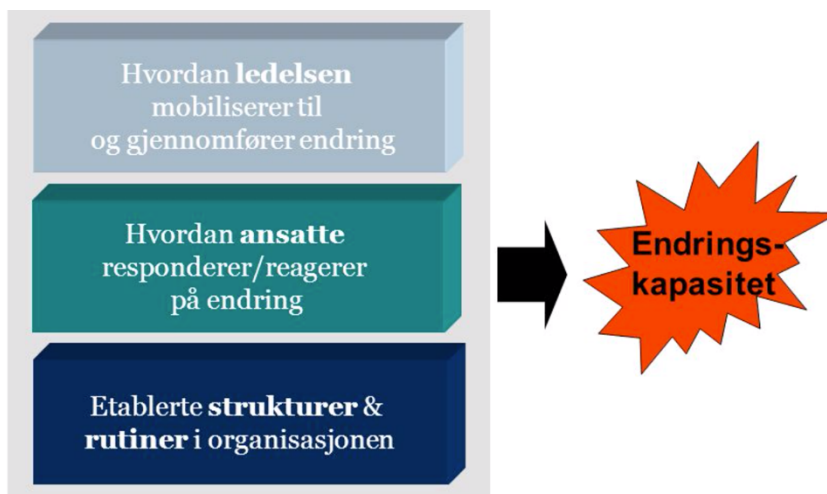 Hvordan ledelsen
mobiliserer til
og gjennomfører endring
Hvordan ansatte
responderer/reagerer
på endring
Etablerte strukturer &
rutiner i organisasjonen
Endrings-
kapasitet